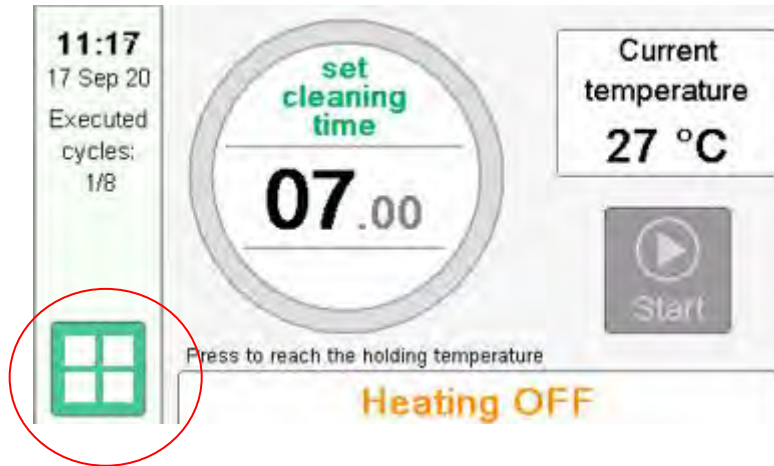 11:17
17 Sep 20
Executed
cycles:
1/8
set
cleaning
time
07.00
Current
temperature
27 °C
Start
Press to reach the holding temperature
Heating OFF